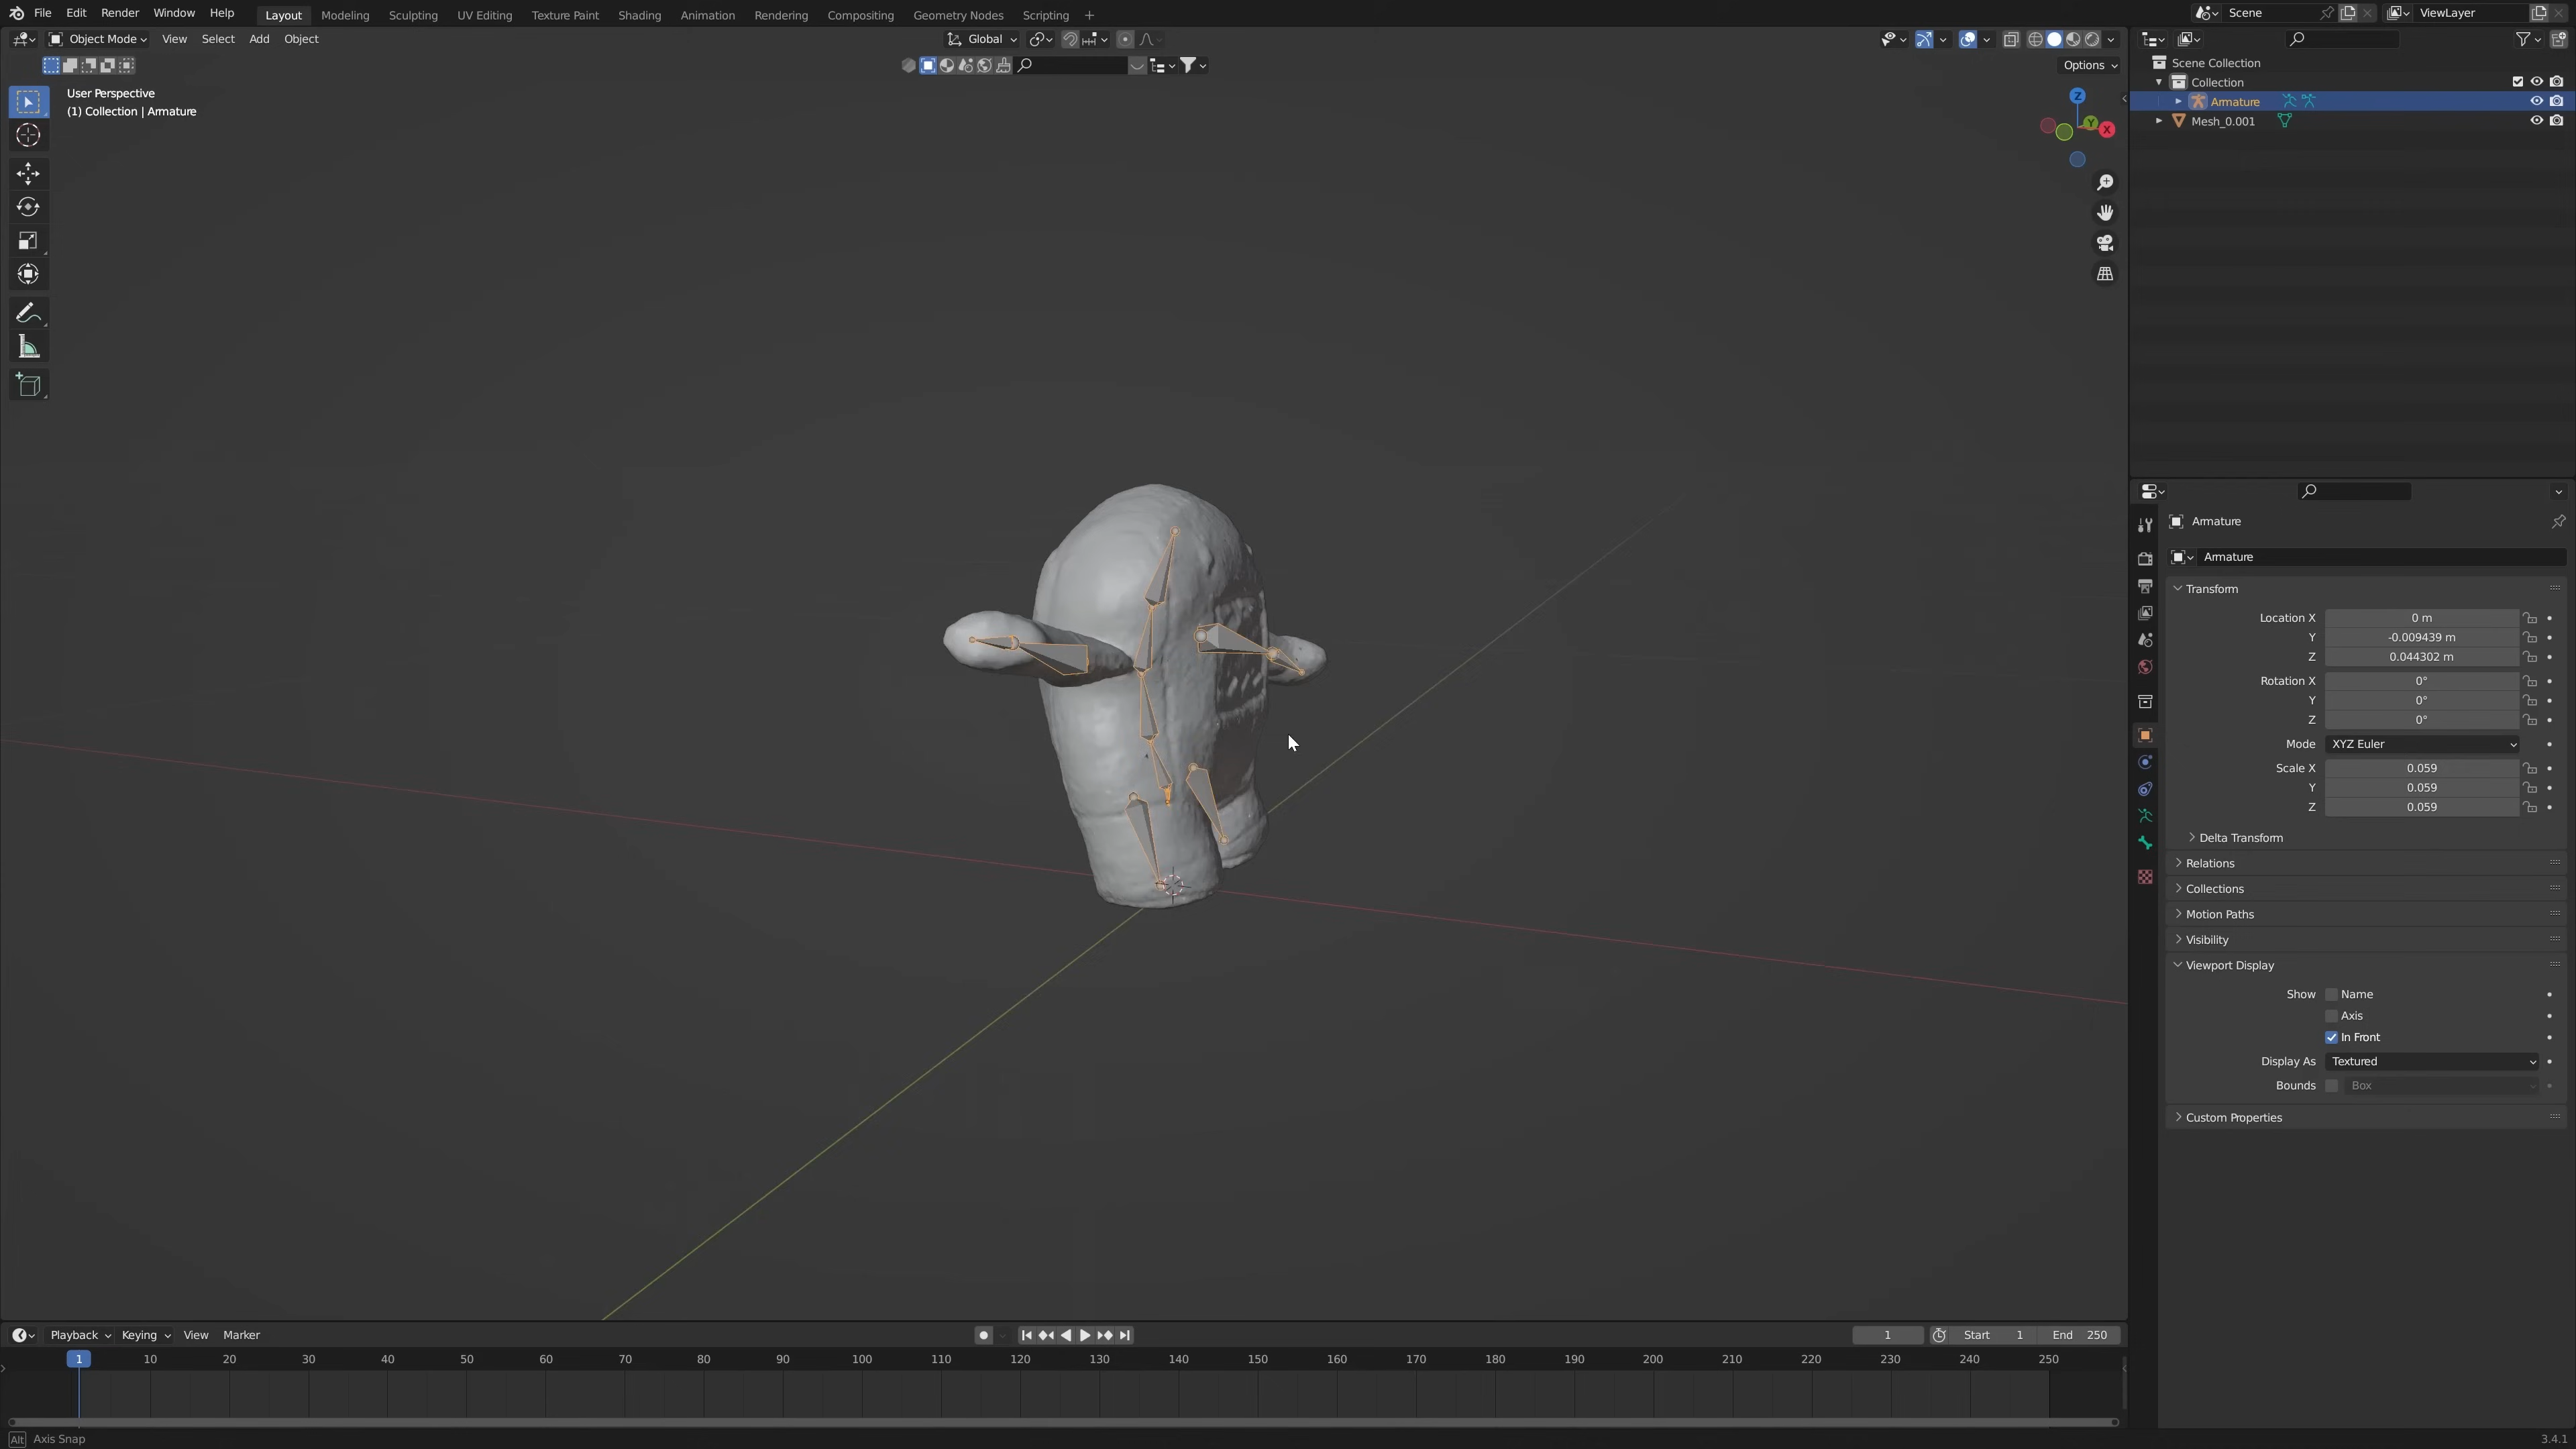 File Edit Render Window Help Layout Modeling Sculpting UV Editing Texture Paint Shading Animation Rendering Compositing Geometry Nodes Scripting + Scene ViewLayer
Object Mode View Select Add Object Global
Options
User Perspective
(1) Collection | Armature
Z
Y
X
Scene Collection
Collection
Armature
Mesh_0.001
Armature
Armature
Transform
Location X 0 m
Y -0.009439 m
Z 0.044302 m
Rotation X 0°
Y 0°
Z 0°
Mode XYZ Euler
Scale X 0.059
Y 0.059
Z 0.059
Delta Transform
Relations
Collections
Motion Paths
Visibility
Viewport Display
Show Name
Axis
In Front
Display As Textured
Bounds Box
Custom Properties
Playback Keying View Marker 1 Start 1 End 250
1 10 20 30 40 50 60 70 80 90 100 110 120 130 140 150 160 170 180 190 200 210 220 230 240 250
Alt Axis Snap
3.4.1